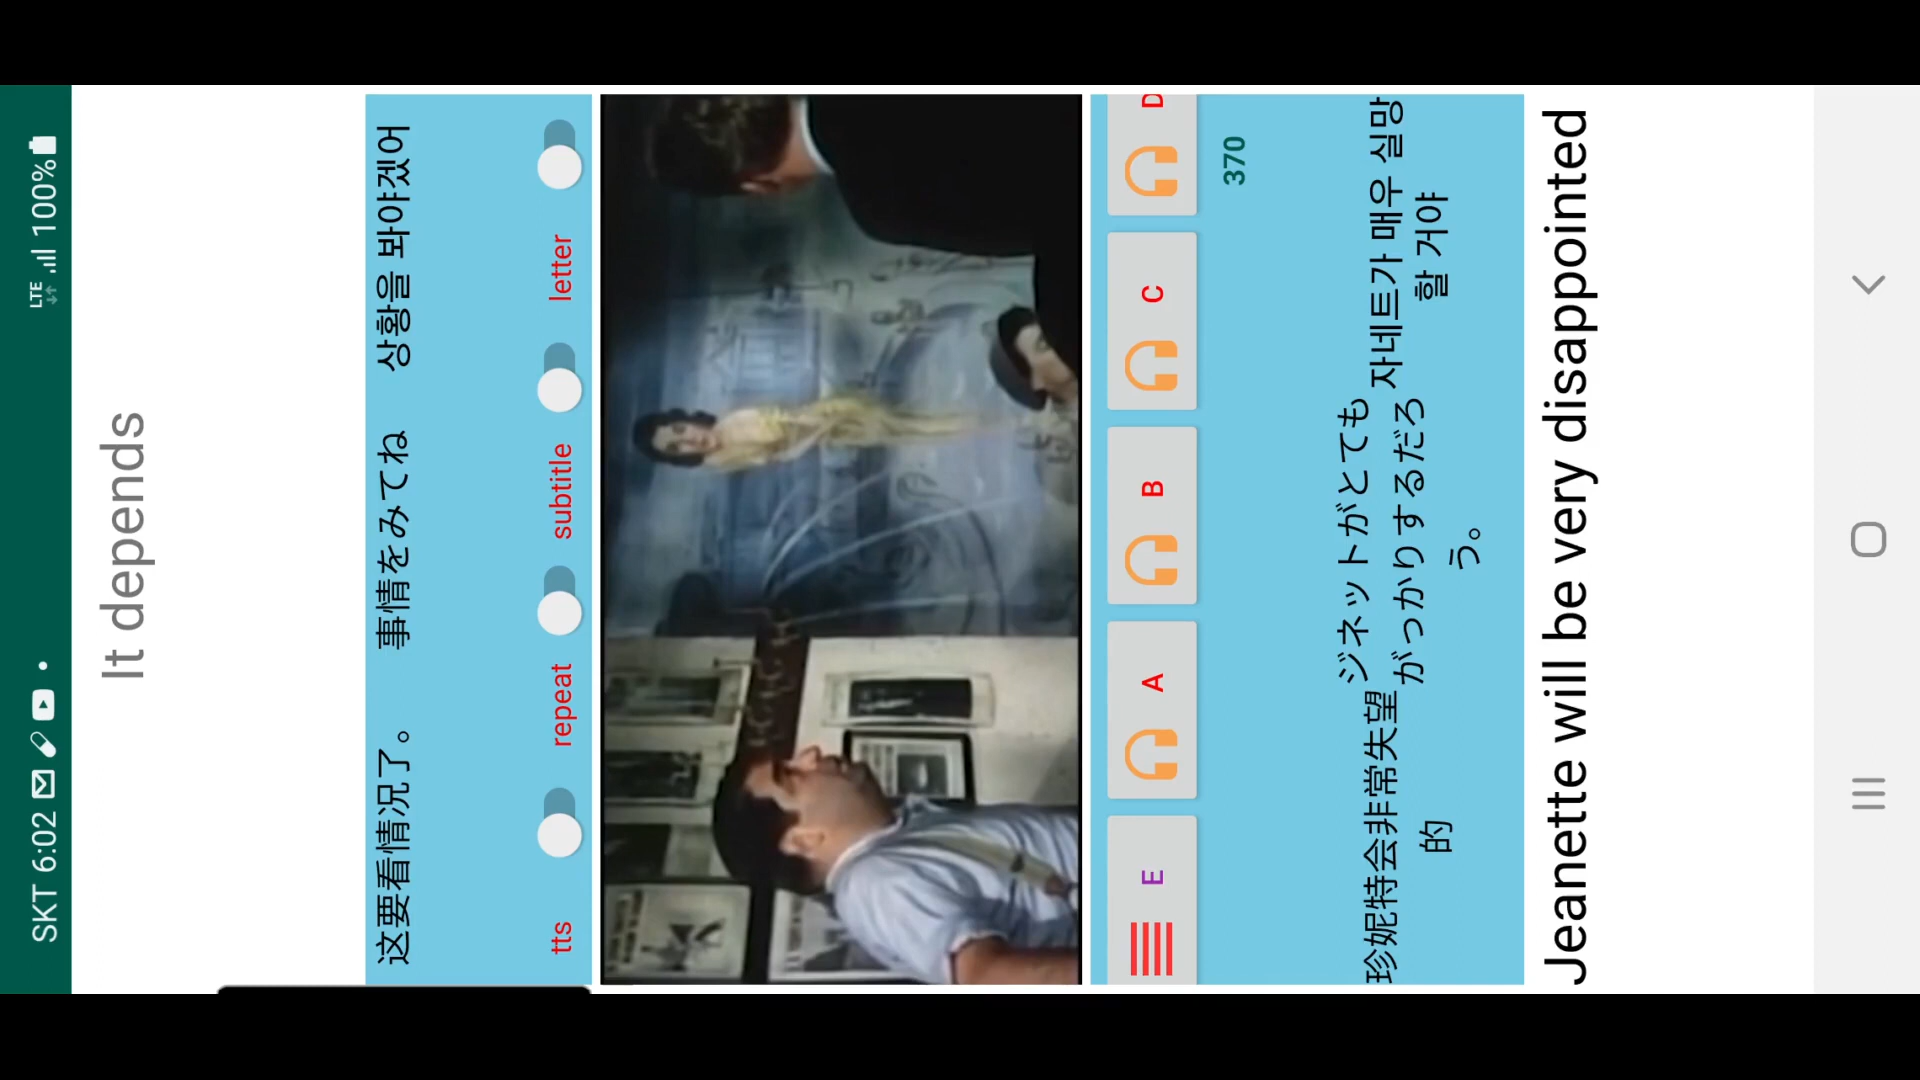 SKT 6:02 LTE 100%
It depends
这要看情况了。 事情をみてね 상황을 봐야겠어
tts repeat subtitle letter
E A B C D
370
珍妮特会非常失望
的
ジネットがとても
がっかりするだろ
う。
자네트가 매우 실망
할 거야
Jeanette will be very disappointed